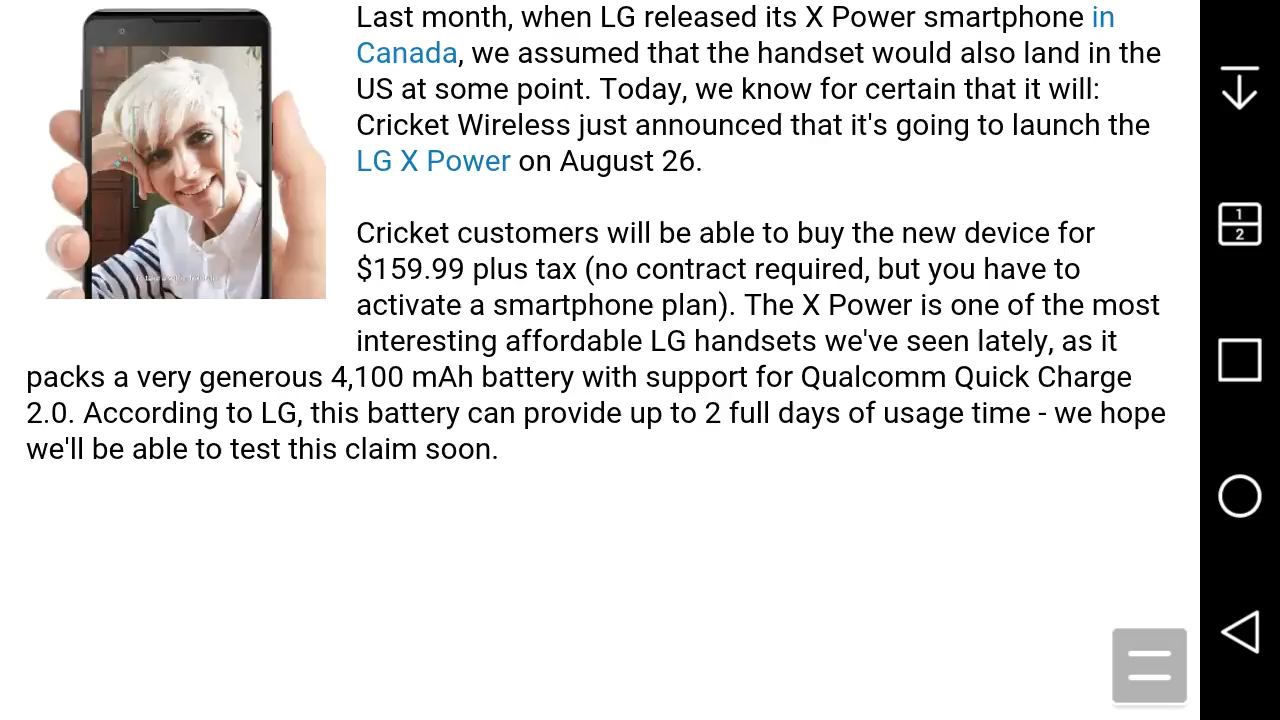 Last month, when LG released its X Power smartphone in
Canada, we assumed that the handset would also land in the
US at some point. Today, we know for certain that it will:
Cricket Wireless just announced that it's going to launch the
LG X Power on August 26.
Cricket customers will be able to buy the new device for
$159.99 plus tax (no contract required, but you have to
activate a smartphone plan). The X Power is one of the most
interesting affordable LG handsets we've seen lately, as it
packs a very generous 4,100 mAh battery with support for Qualcomm Quick Charge
2.0. According to LG, this battery can provide up to 2 full days of usage time - we hope
we'll be able to test this claim soon.
1
2